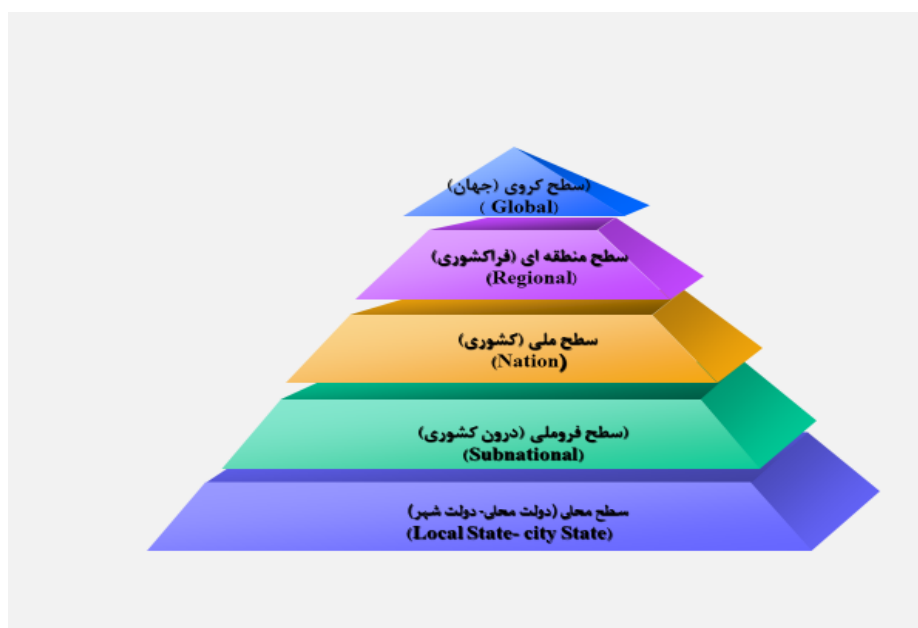 سطح کروی (جهان)
( Global)
سطح منطقه ای (فراکشوری)
(Regional)
سطح ملی (کشوری)
(Nation)
سطح فروملی (درون کشوری)
(Subnational)
سطح محلی (دولت محلی- دولت شهر)
(Local State- city State)